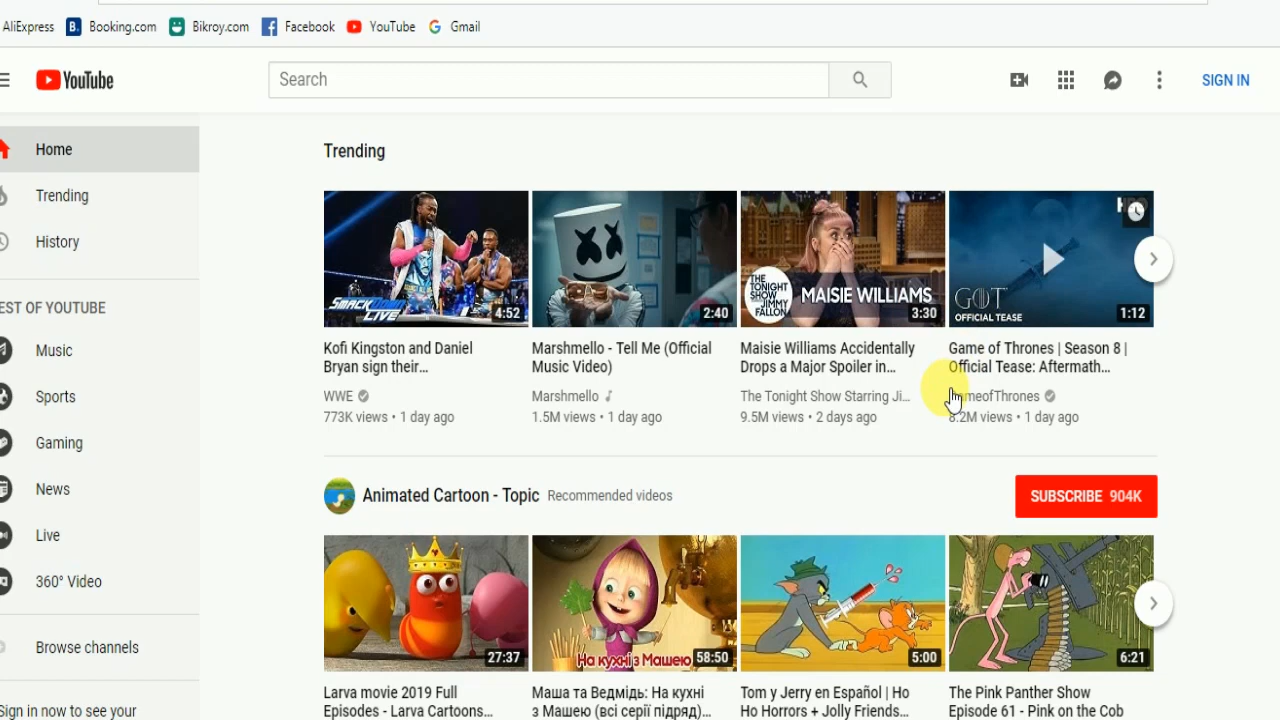 AliExpress B. Booking.com Bikroy.com Facebook YouTube Gmail
YouTube Search SIGN IN
Home
Trending
History
EST OF YOUTUBE
Music
Sports
Gaming
News
Live
360° Video
Browse channels
Sign in now to see your
Trending
SMACKDOWN LIVE 4:52
2:40
THE TONIGHT SHOW JIMMY FALLON MAISIE WILLIAMS 3:30
GOT OFFICIAL TEASE 1:12
Kofi Kingston and Daniel
Bryan sign their...
WWE
773K views • 1 day ago
Marshmello - Tell Me (Official
Music Video)
Marshmello
1.5M views • 1 day ago
Maisie Williams Accidentally
Drops a Major Spoiler in...
The Tonight Show Starring Ji...
9.5M views • 2 days ago
Game of Thrones | Season 8 |
Official Tease: Aftermath...
meofThrones
8.2M views • 1 day ago
Animated Cartoon - Topic Recommended videos SUBSCRIBE 904K
27:37
На кухні з Машею 58:50
5:00
6:21
Larva movie 2019 Full
Episodes - Larva Cartoons...
Маша та Ведмідь: На кухні
з Машею (всі серії підряд)...
Tom y Jerry en Español | Ho
Ho Horrors + Jolly Friends...
The Pink Panther Show
Episode 61 - Pink on the Cob